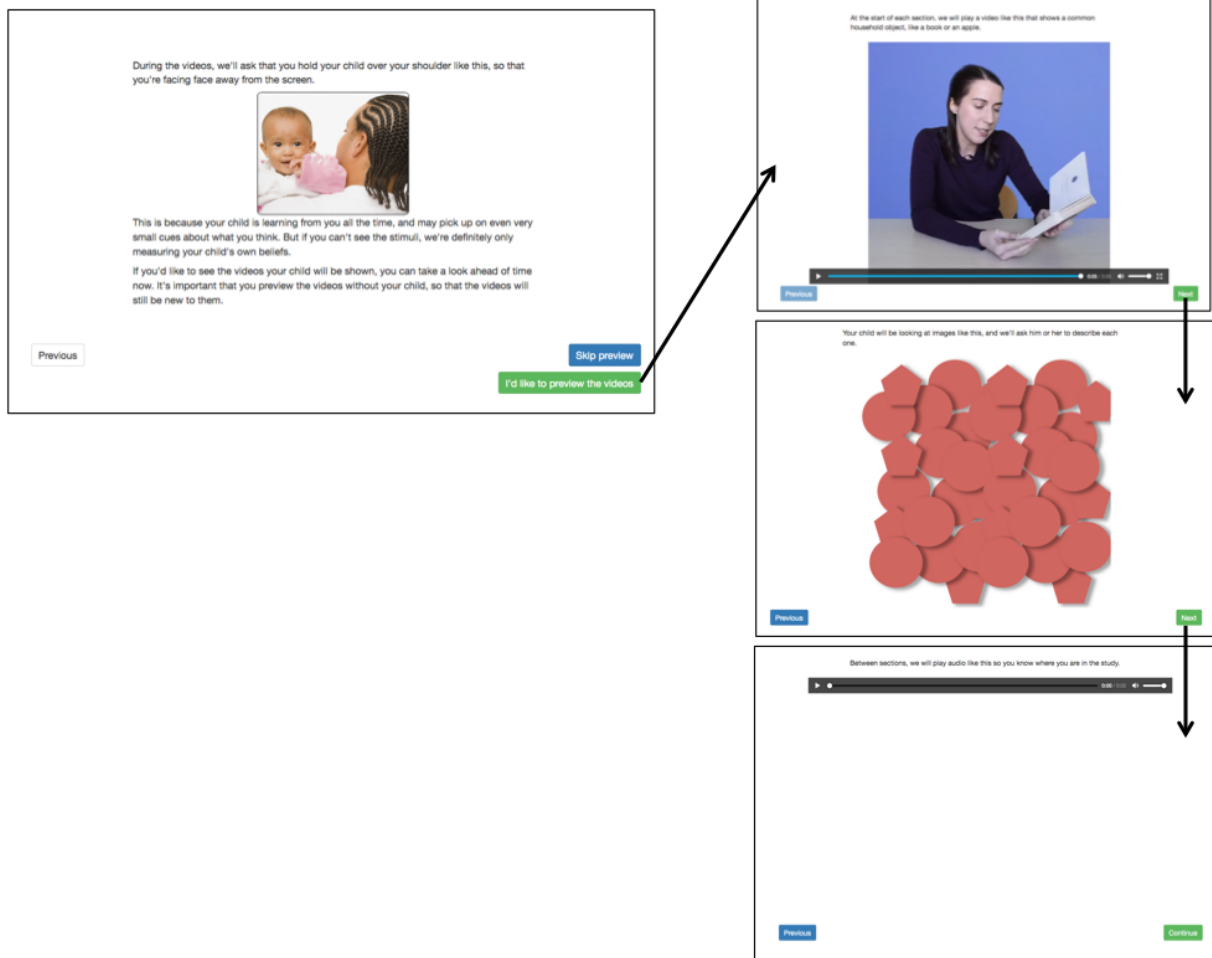 During the videos, we'll ask that you hold your child over your shoulder like this, so that
you're facing face away from the screen.
This is because your child is learning from you all the time, and may pick up on even very
small cues about what you think. But if you can't see the stimuli, we're definitely only
measuring your child's own beliefs.
If you'd like to see the videos your child will be shown, you can take a look ahead of time
now. It's important that you preview the videos without your child, so that the videos will
still be new to them.
Previous
Skip preview
I'd like to preview the videos
At the start of each section, we will play a video like this that shows a common
household object, like a book or an apple.
Previous
Next
Your child will be looking at images like this, and we'll ask him or her to describe each
one.
Previous
Next
Between sections, we will play audio like this so you know where you are in the study.
0:00
Previous
Continue